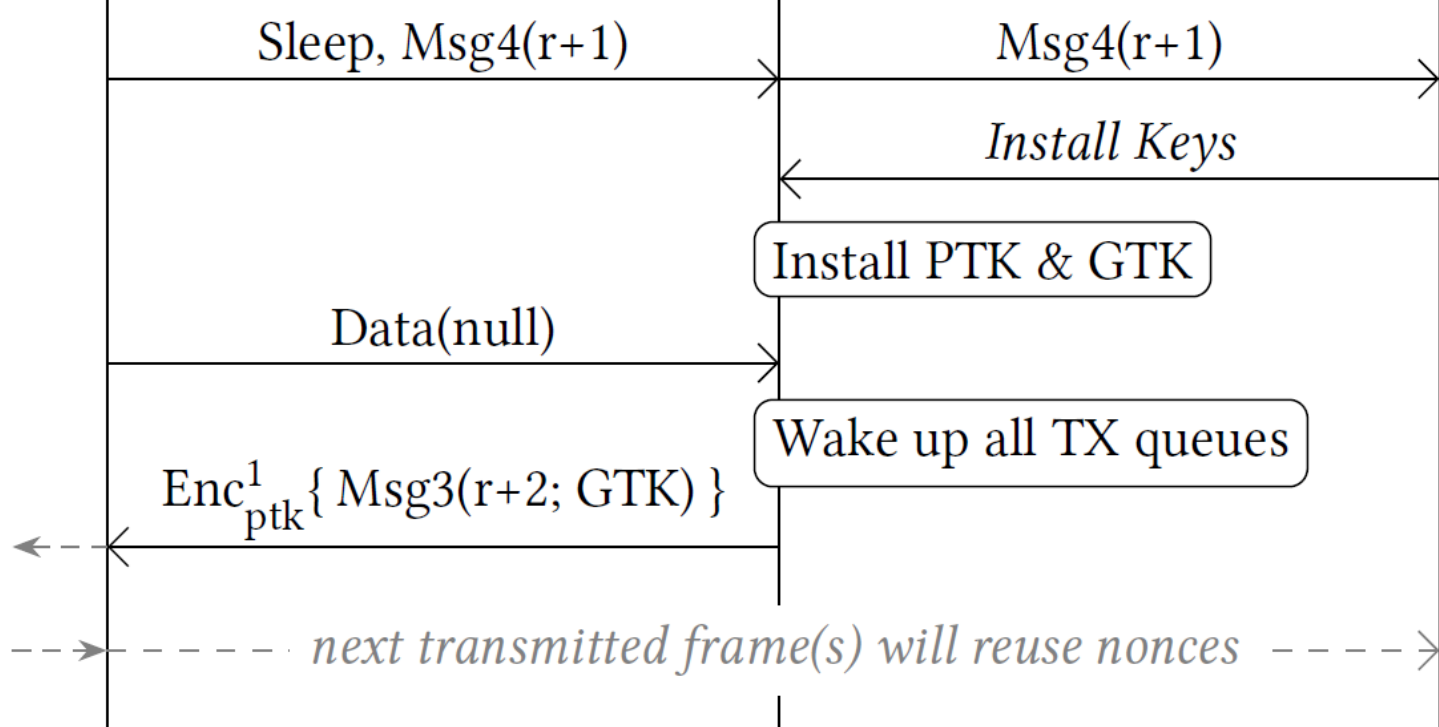 Sleep, Msg4(r+1)
Msg4(r+1)
Install Keys
Install PTK & GTK
Data(null)
Wake up all TX queues
Enc¹ptk{ Msg3(r+2; GTK) }
next transmitted frame(s) will reuse nonces